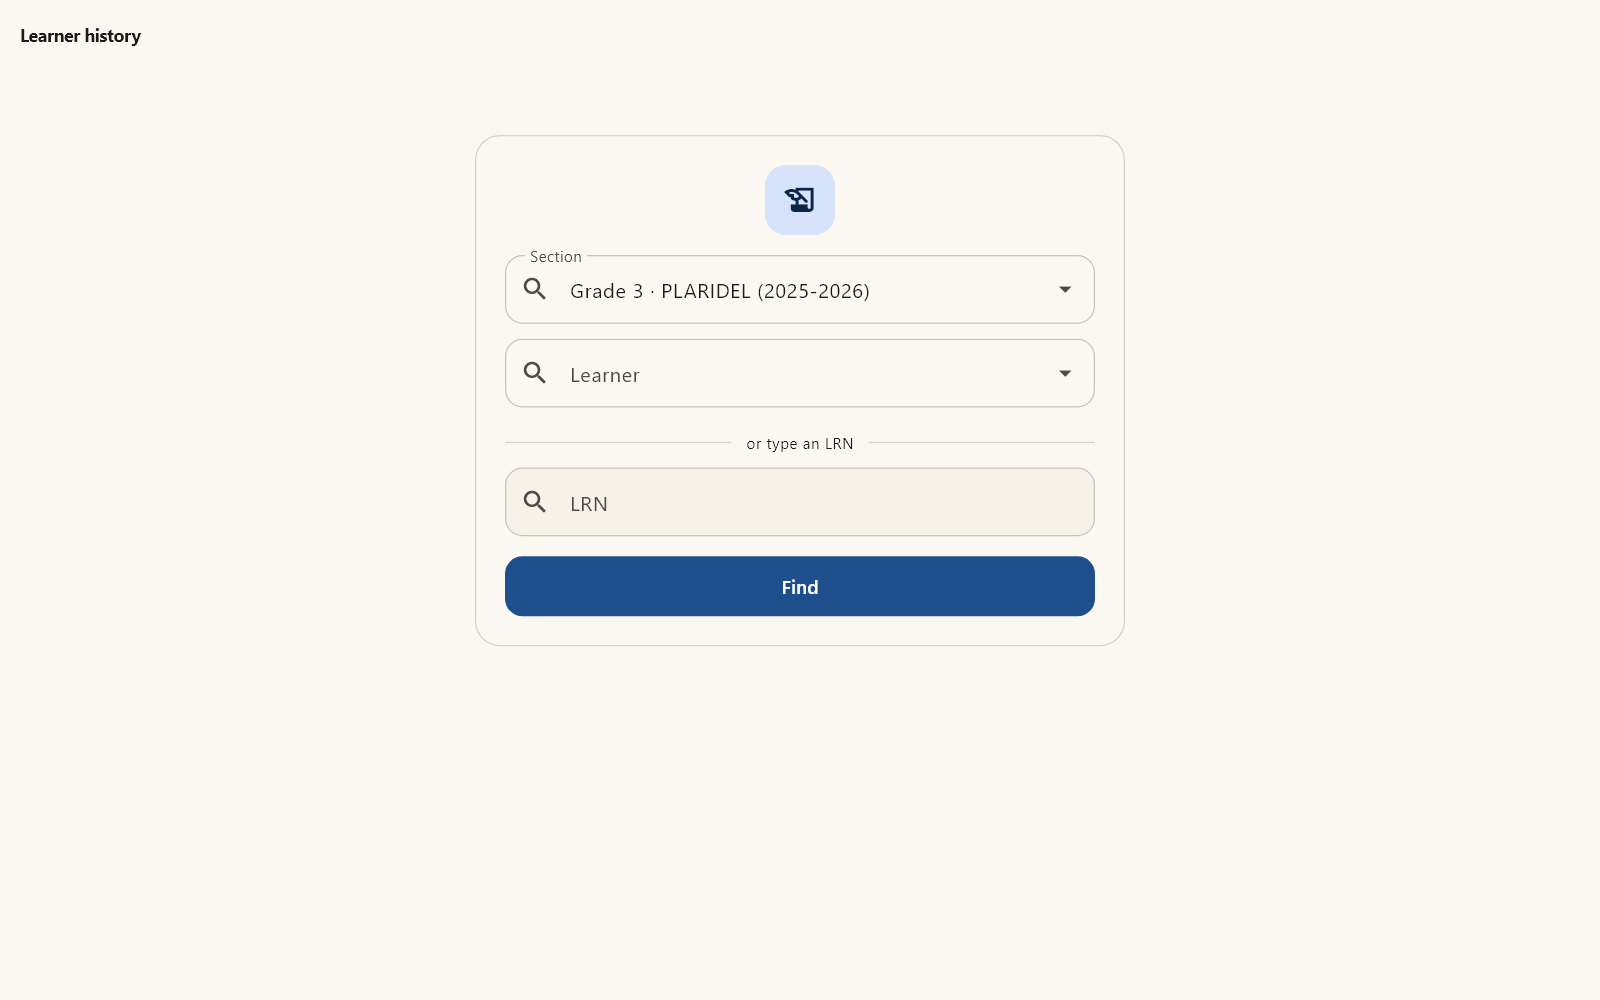 Learner history
Section
Grade 3 · PLARIDEL (2025-2026)
Learner
or type an LRN
LRN
Find